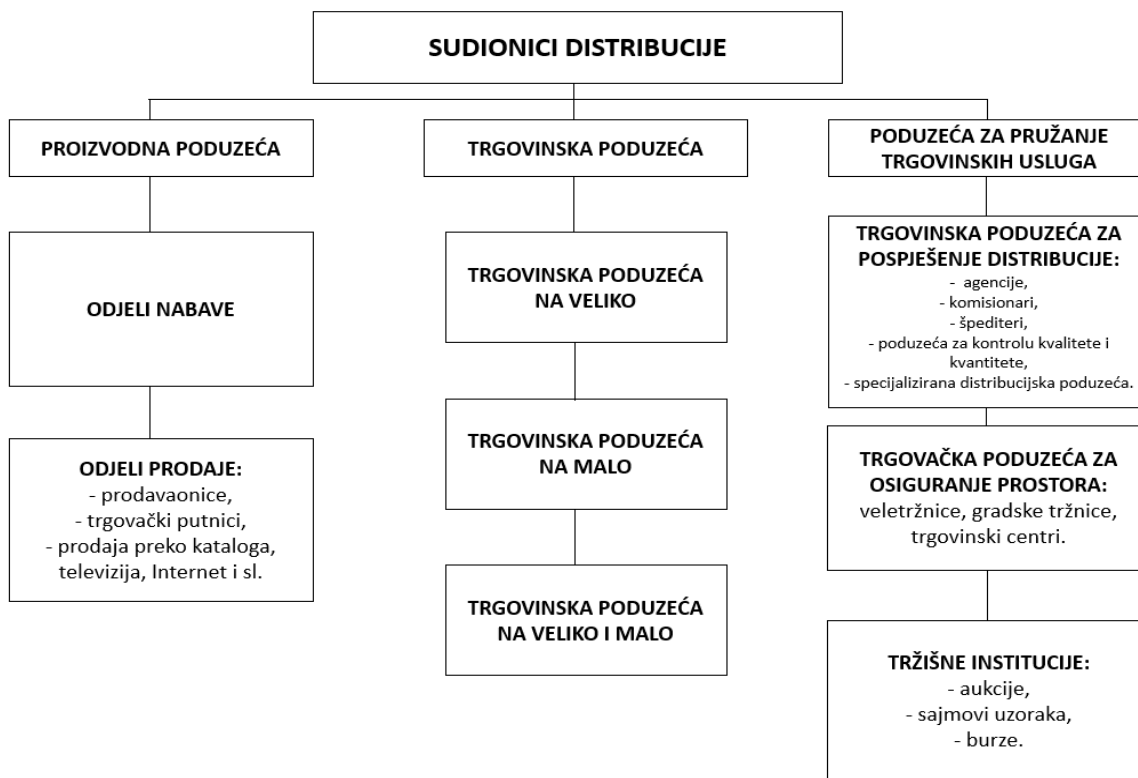 SUDIONICI DISTRIBUCIJE
PROIZVODNA PODUZEĆA
ODJELI NABAVE
ODJELI PRODAJE:
- prodavaonice,
- trgovački putnici,
- prodaja preko kataloga,
televizija, Internet i sl.
TRGOVINSKA PODUZEĆA
TRGOVINSKA PODUZEĆA
NA VELIKO
TRGOVINSKA PODUZEĆA
NA MALO
TRGOVINSKA PODUZEĆA
NA VELIKO I MALO
PODUZEĆA ZA PRUŽANJE
TRGOVINSKIH USLUGA
TRGOVINSKA PODUZEĆA ZA
POSPJEŠENJE DISTRIBUCIJE:
- agencije,
- komisionari,
- špediteri,
- poduzeća za kontrolu kvalitete i
kvantitete,
- specijalizirana distribucijska poduzeća.
TRGOVAČKA PODUZEĆA ZA
OSIGURANJE PROSTORA:
veletržnice, gradske tržnice,
trgovinski centri.
TRŽIŠNE INSTITUCIJE:
- aukcije,
- sajmovi uzoraka,
- burze.